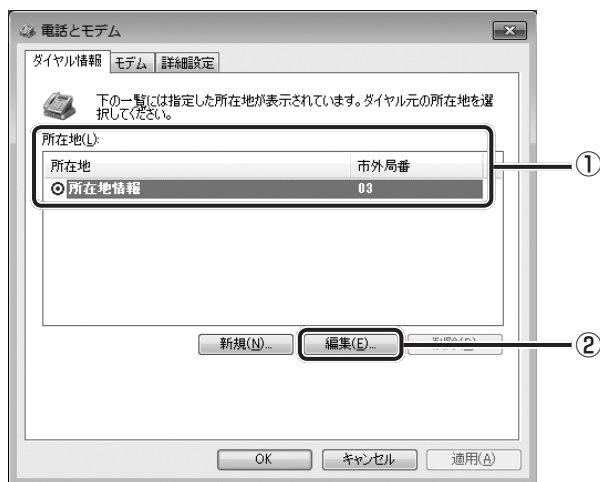 電話とモデム
ダイヤル情報 モデム 詳細設定
下の一覧には指定した所在地が表示されています。ダイヤル元の所在地を選
択してください。
所在地(L):
所在地 市外局番
所在地情報 03
①
新規(N)... 編集(E)...
②
OK キャンセル 適用(A)